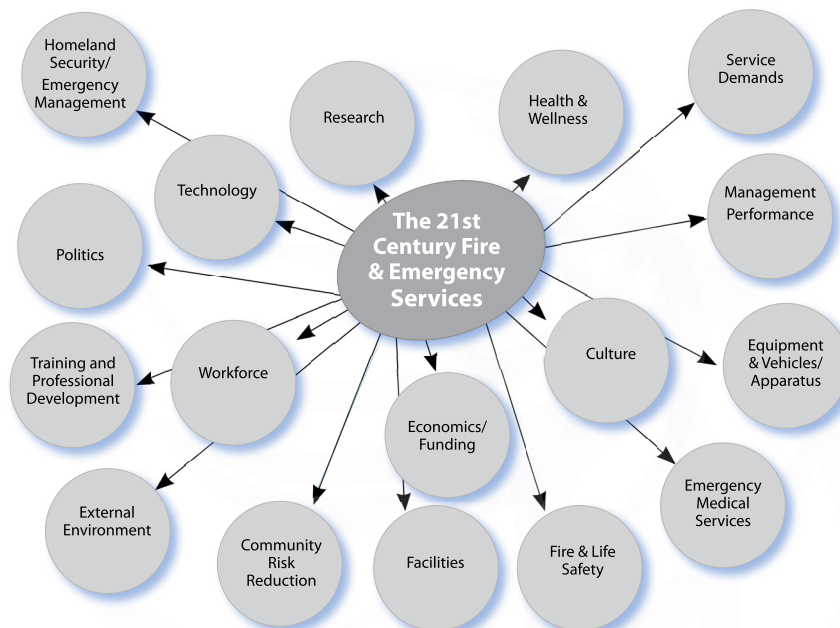 Homeland
Security/
Emergency
Management
Research
Health &
Wellness
Service
Demands
Technology
Management
Performance
The 21st
Century Fire
& Emergency
Services
Politics
Training and
Professional
Development
Workforce
Culture
Equipment
& Vehicles/
Apparatus
Economics/
Funding
External
Environment
Emergency
Medical
Services
Community
Risk
Reduction
Facilities
Fire & Life
Safety